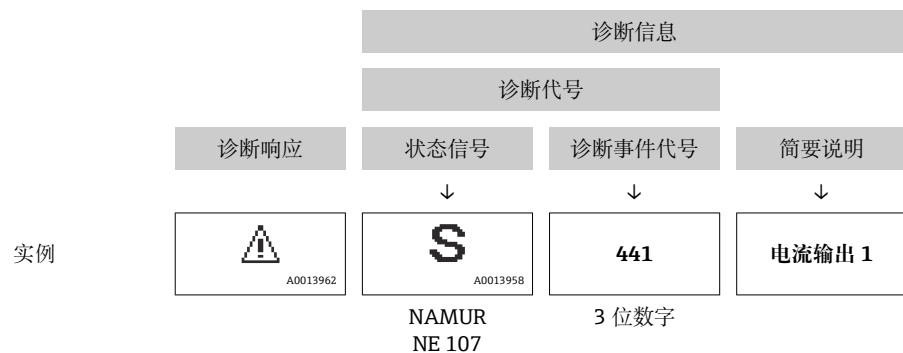 诊断信息
诊断代号
诊断响应 状态信号 诊断事件代号 简要说明
↓ ↓ ↓
实例 S 441 电流输出 1
A0013962 A0013958
NAMUR 3 位数字
NE 107